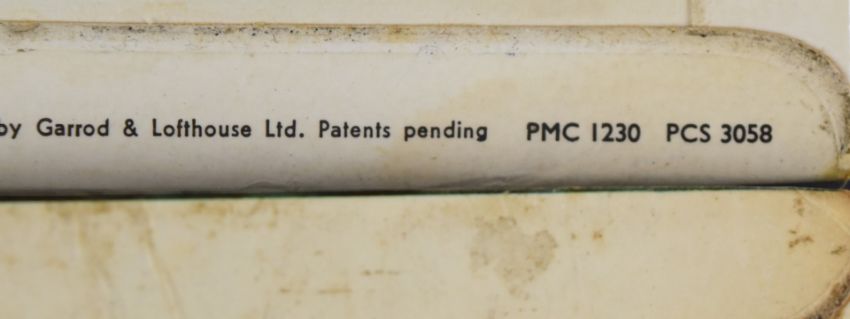 by Garrod & Lofthouse Ltd. Patents pending PMC 1230 PCS 3058